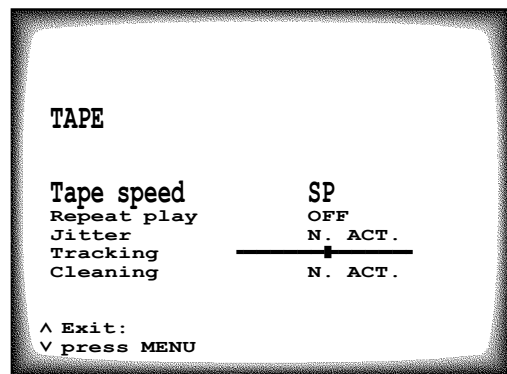 TAPE
Tape speed SP
Repeat play OFF
Jitter N. ACT.
Tracking
Cleaning N. ACT.
∧ Exit:
∨ press MENU